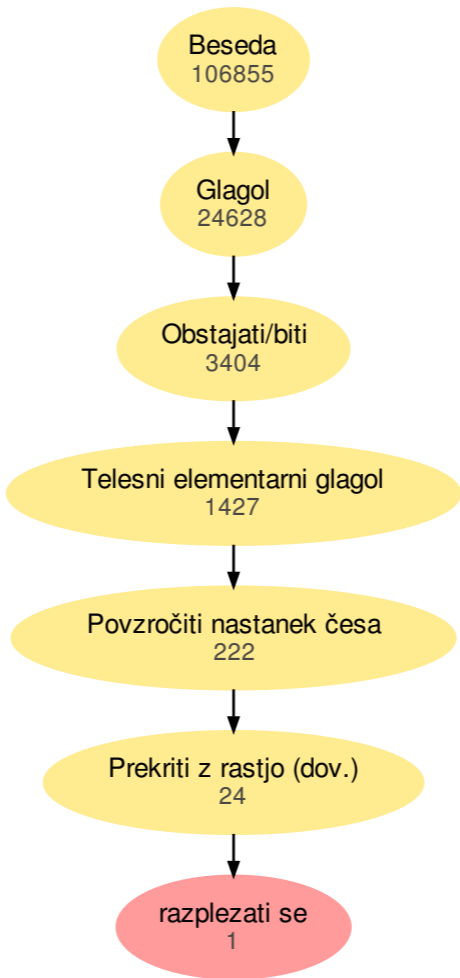 Beseda
106855
Glagol
24628
Obstajati/biti
3404
Telesni elementarni glagol
1427
Povzročiti nastanek česa
222
Prekriti z rastjo (dov.)
24
razplezati se
1